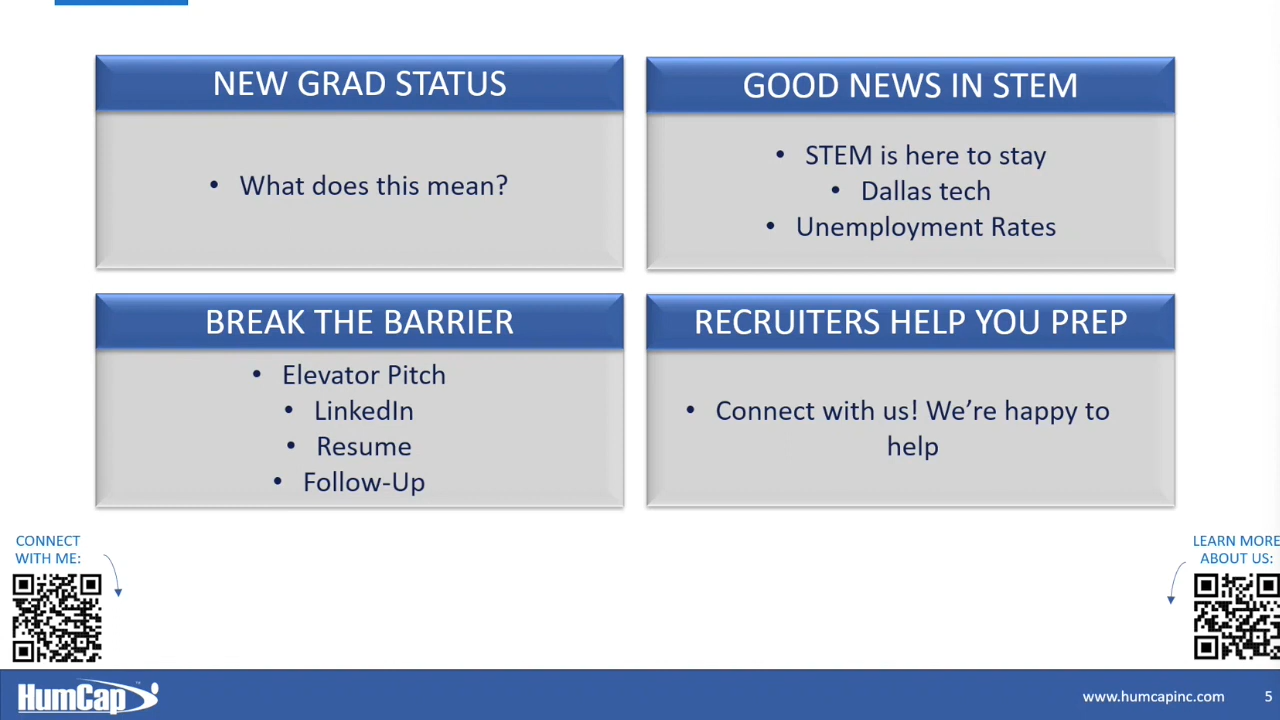 NEW GRAD STATUS
• What does this mean?
GOOD NEWS IN STEM
• STEM is here to stay
• Dallas tech
• Unemployment Rates
BREAK THE BARRIER
• Elevator Pitch
• LinkedIn
• Resume
• Follow-Up
RECRUITERS HELP YOU PREP
• Connect with us! We’re happy to
help
CONNECT
WITH ME:
LEARN MORE
ABOUT US:
HumCap™
www.humcapinc.com
5